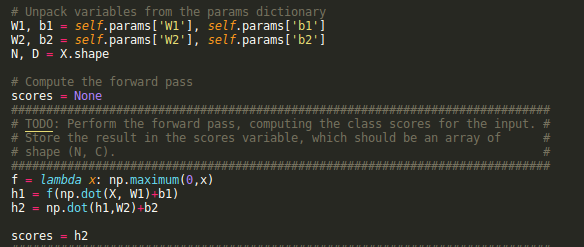 # Unpack variables from the params dictionary
W1, b1 = self.params['W1'], self.params['b1']
W2, b2 = self.params['W2'], self.params['b2']
N, D = X.shape
# Compute the forward pass
scores = None
#############################################################################
# TODO: Perform the forward pass, computing the class scores for the input. #
# Store the result in the scores variable, which should be an array of      #
# shape (N, C).                                                             #
#############################################################################
f = lambda x: np.maximum(0,x)
h1 = f(np.dot(X, W1)+b1)
h2 = np.dot(h1,W2)+b2
scores = h2